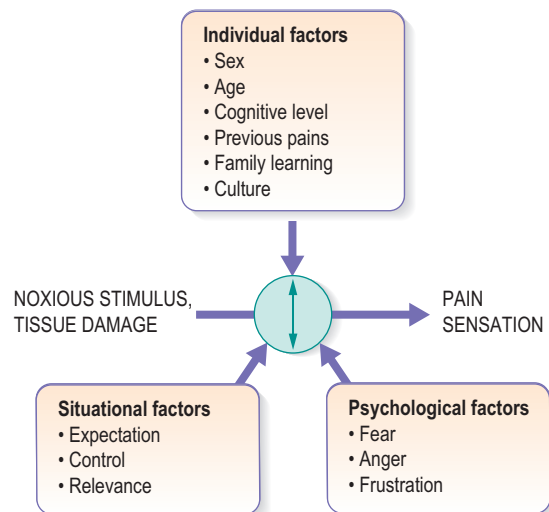 Individual factors
• Sex
• Age
• Cognitive level
• Previous pains
• Family learning
• Culture
NOXIOUS STIMULUS,
TISSUE DAMAGE
PAIN
SENSATION
Situational factors
• Expectation
• Control
• Relevance
Psychological factors
• Fear
• Anger
• Frustration